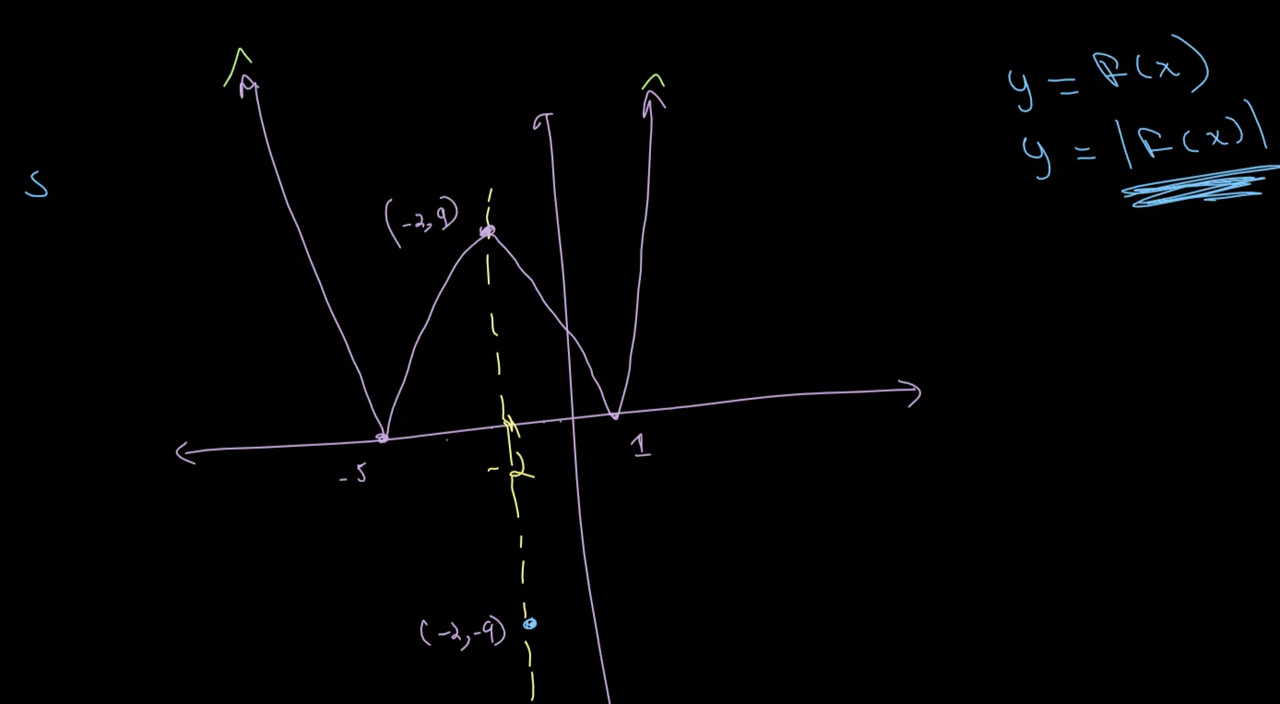 y = f(x)
y = |f(x)|
S
(-2,9)
-5
-2
1
(-2,-9)